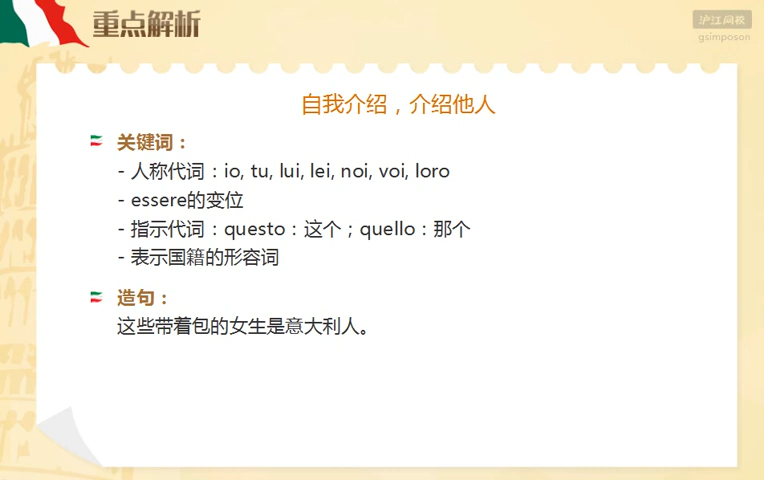 重点解析
沪江网校
gsimposon
自我介绍，介绍他人
关键词：
- 人称代词：io, tu, lui, lei, noi, voi, loro
- essere的变位
- 指示代词：questo：这个；quello：那个
- 表示国籍的形容词
造句：
这些带着包的女生是意大利人。